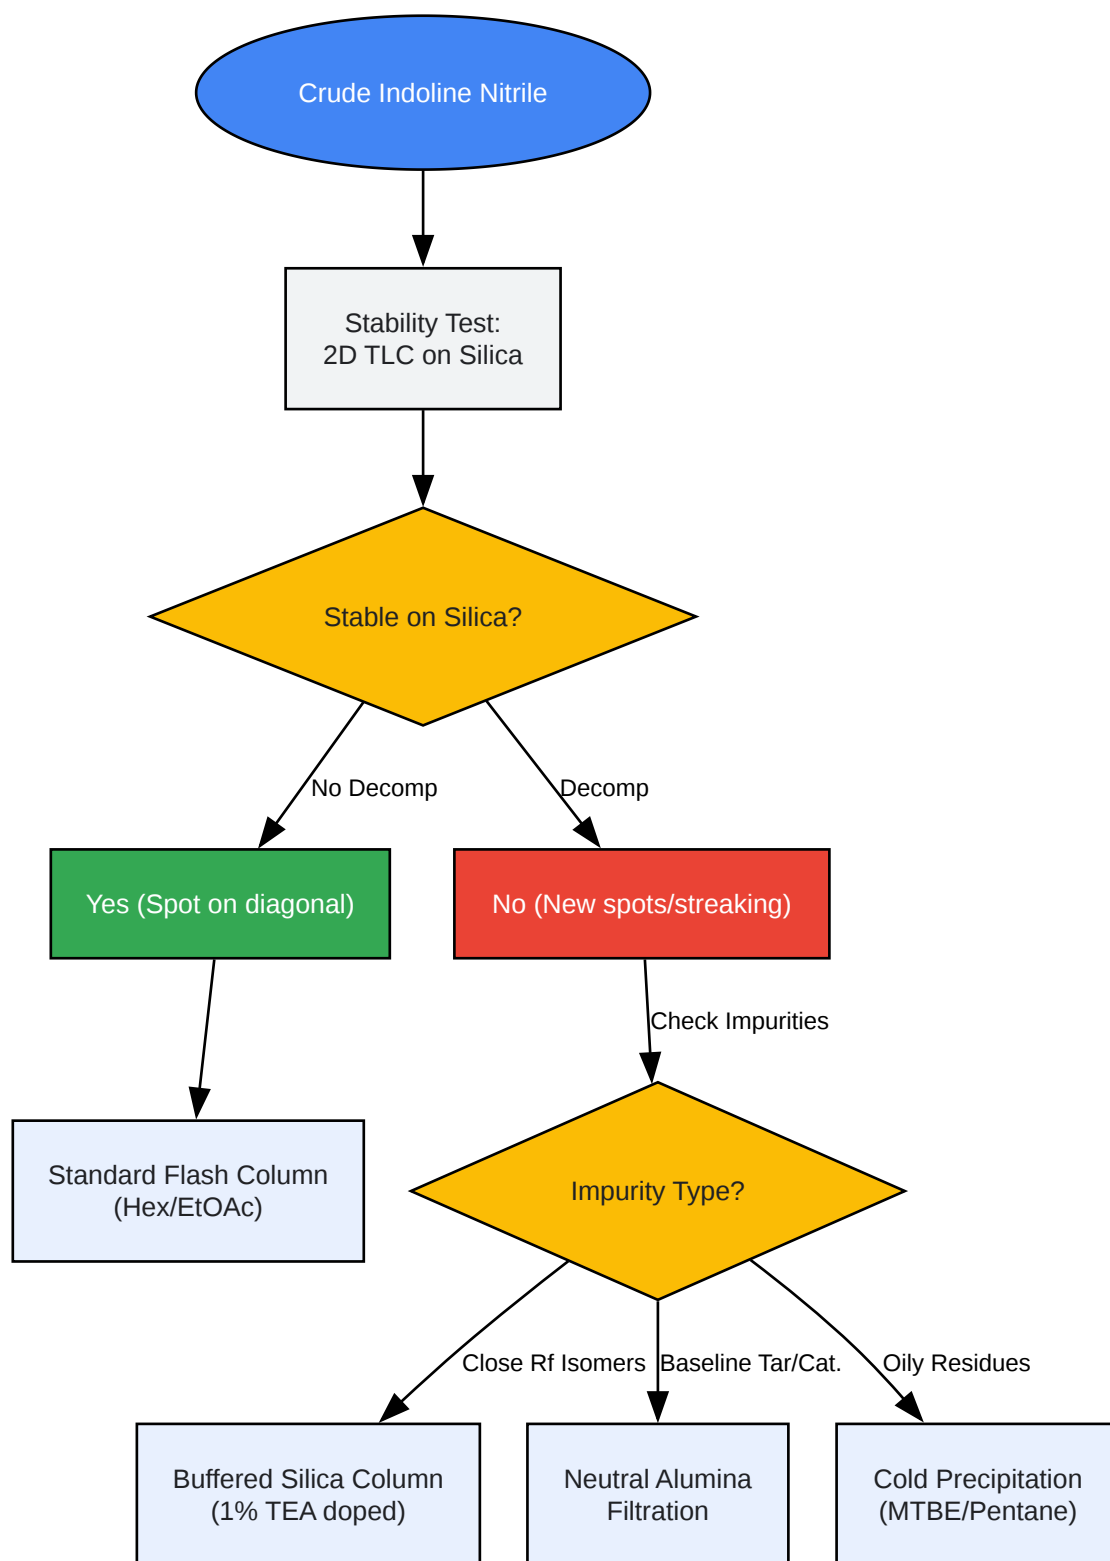 Crude Indoline Nitrile
Stability Test:
2D TLC on Silica
Stable on Silica?
No Decomp
Decomp
Yes (Spot on diagonal)
No (New spots/streaking)
Check Impurities
Standard Flash Column
(Hex/EtOAc)
Impurity Type?
Close Rf Isomers
Baseline Tar/Cat.
Oily Residues
Buffered Silica Column
(1% TEA doped)
Neutral Alumina
Filtration
Cold Precipitation
(MTBE/Pentane)